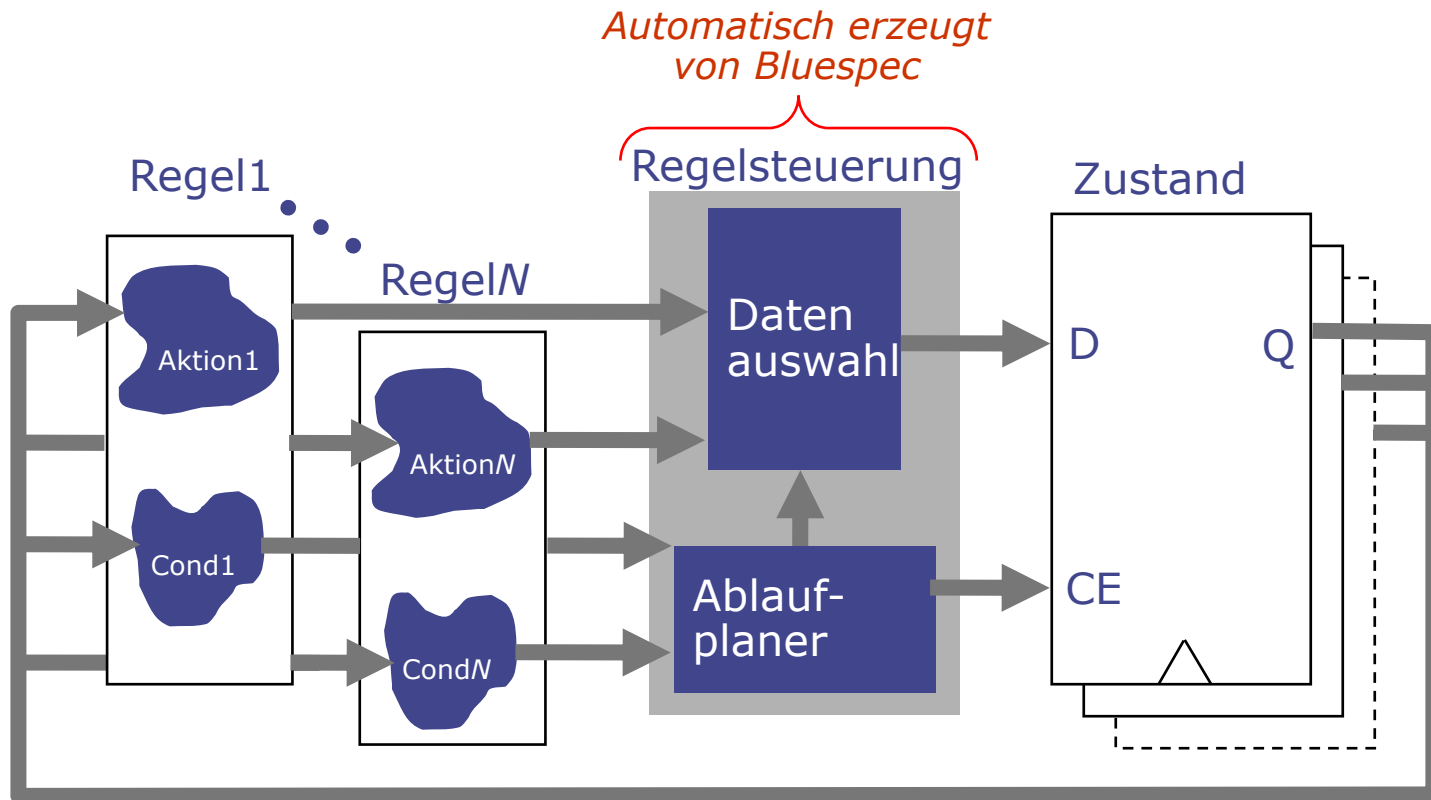 Automatisch erzeugt
von Bluespec
Regelsteuerung
Regel1
Zustand
RegelN
Daten
auswahl
D
Q
Aktion1
AktionN
Cond1
Ablauf-
planer
CE
CondN